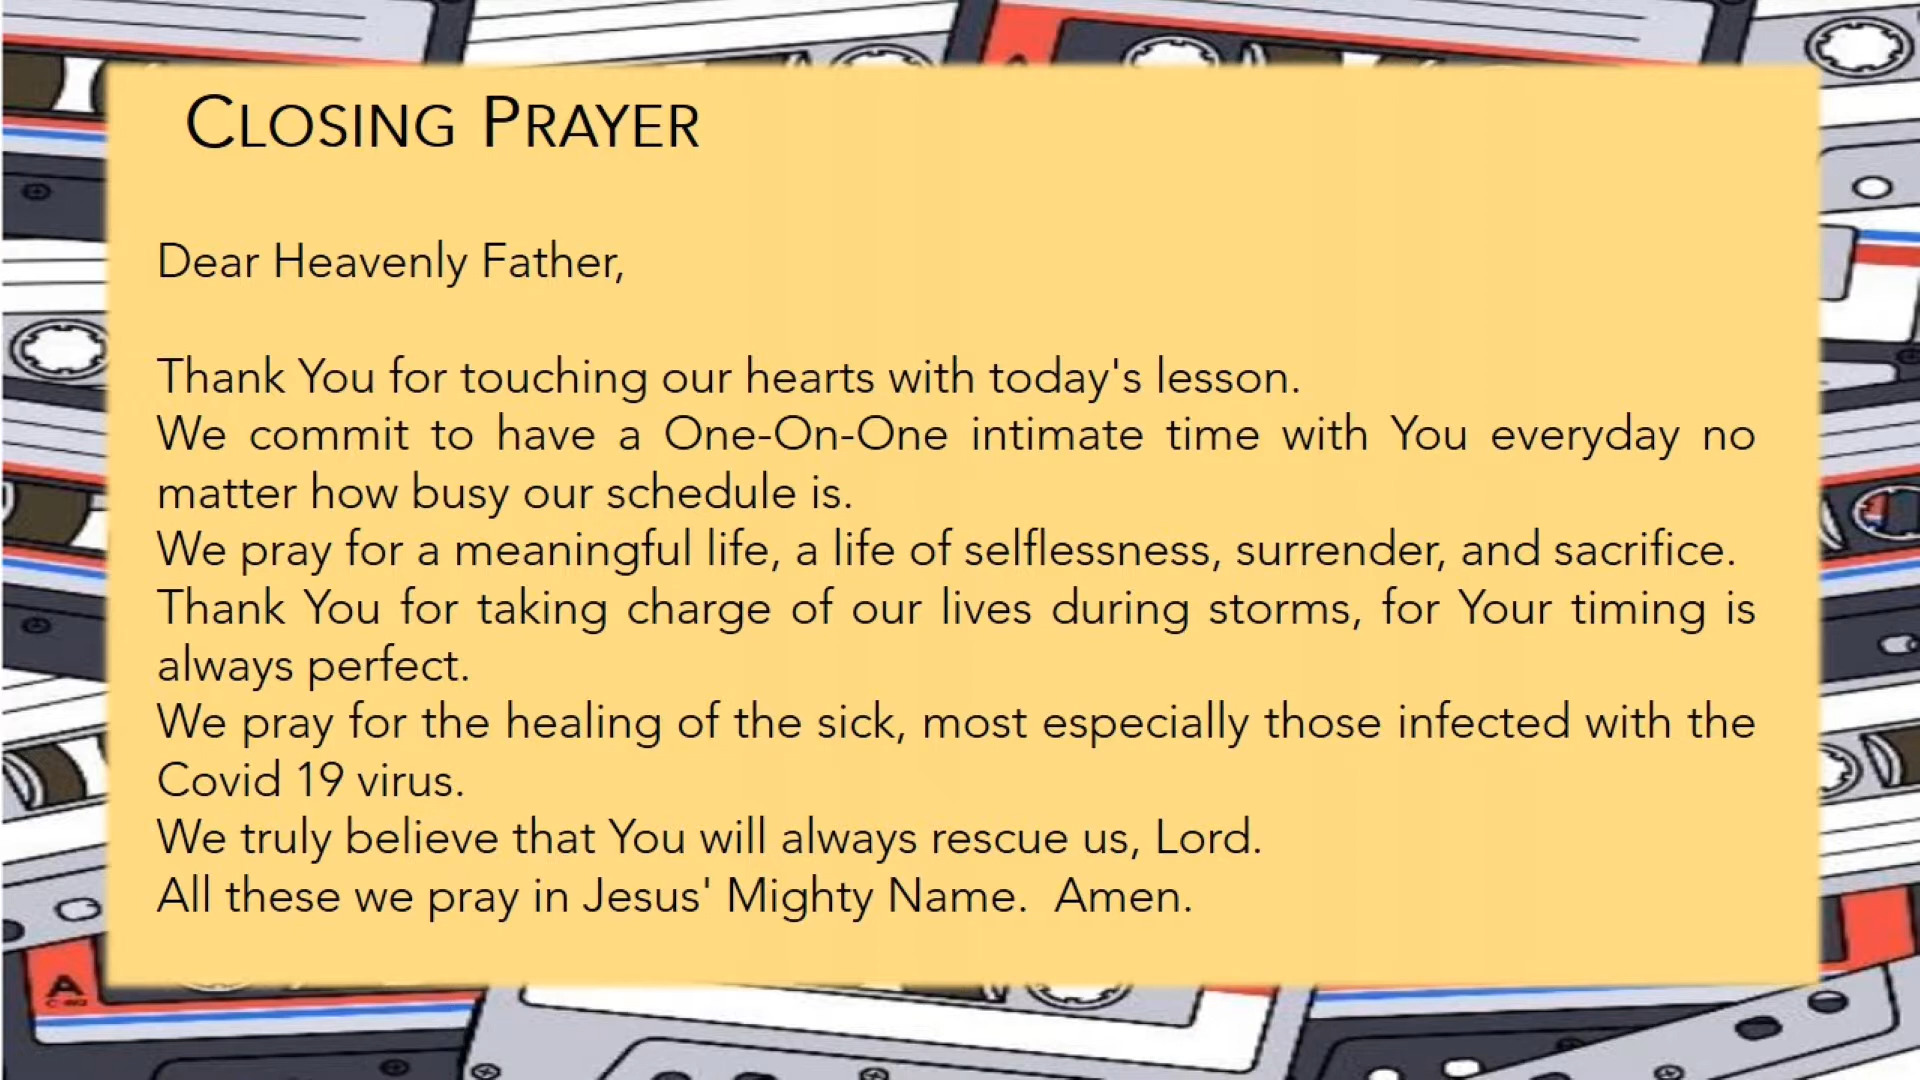 CLOSING PRAYER
Dear Heavenly Father,
Thank You for touching our hearts with today's lesson.
We commit to have a One-On-One intimate time with You everyday no
matter how busy our schedule is.
We pray for a meaningful life, a life of selflessness, surrender, and sacrifice.
Thank You for taking charge of our lives during storms, for Your timing is
always perfect.
We pray for the healing of the sick, most especially those infected with the
Covid 19 virus.
We truly believe that You will always rescue us, Lord.
All these we pray in Jesus' Mighty Name.  Amen.
A